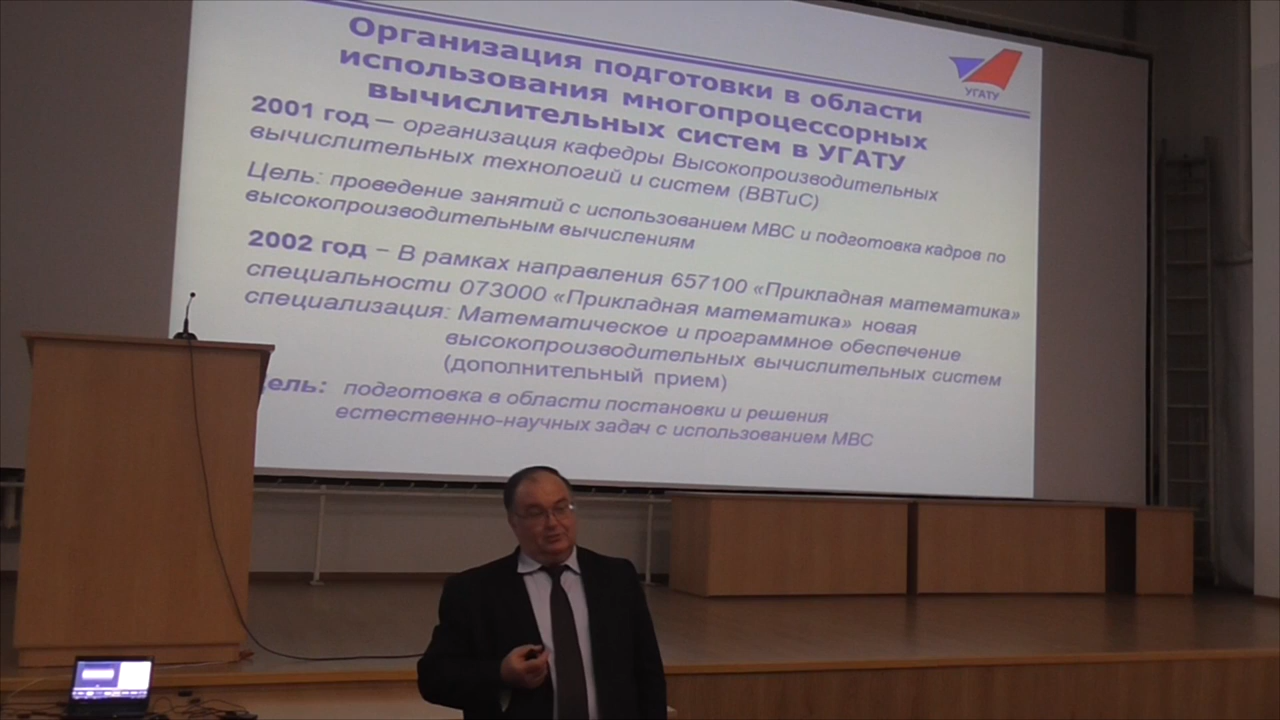 Организация подготовки в области
использования многопроцессорных
вычислительных систем в УГАТУ
УГАТУ
2001 год — организация кафедры Высокопроизводительных
вычислительных технологий и систем (ВВТиС)
Цель: проведение занятий с использованием МВС и подготовка кадров по
высокопроизводительным вычислениям
2002 год – В рамках направления 657100 «Прикладная математика»
специальности 073000 «Прикладная математика» новая
специализация: Математическое и программное обеспечение
высокопроизводительных вычислительных систем
(дополнительный прием)
Цель: подготовка в области постановки и решения
естественно-научных задач с использованием МВС